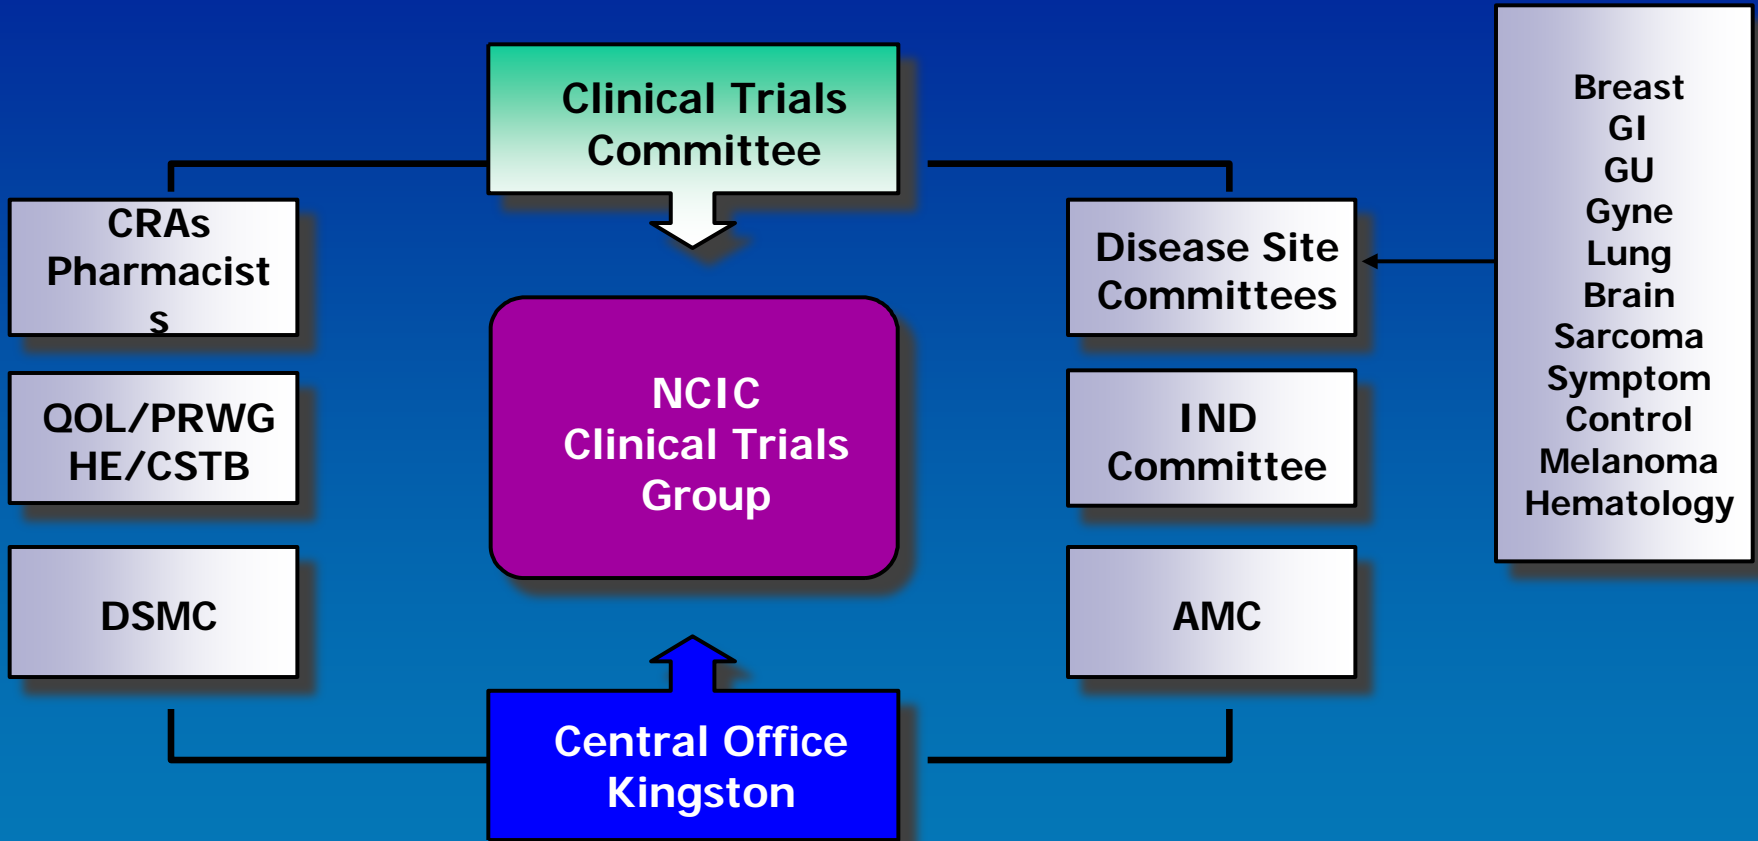 Clinical Trials
Committee
CRAs
Pharmacist
s
QOL/PRWG
HE/CSTB
DSMC
NCIC
Clinical Trials
Group
Central Office
Kingston
Disease Site
Committees
IND
Committee
AMC
Breast
GI
GU
Gyne
Lung
Brain
Sarcoma
Symptom
Control
Melanoma
Hematology